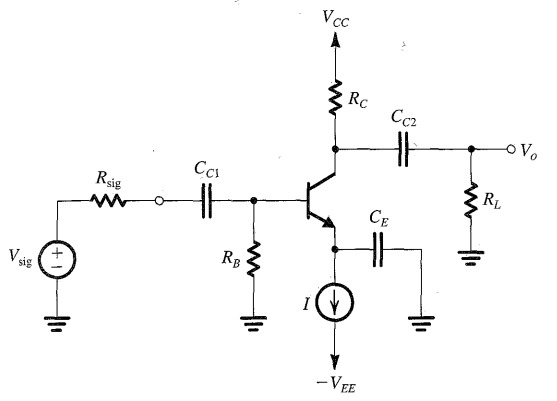 V_CC
R_C
C_C2
V_o
R_sig
C_C1
R_L
C_E
V_sig
+
−
R_B
I
−V_EE